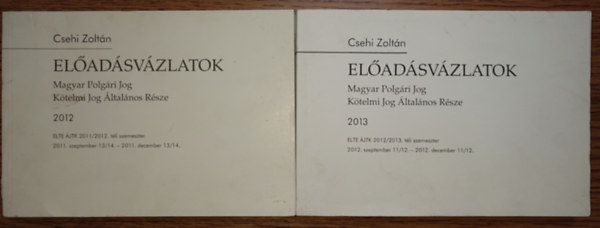 Csehi Zoltán
ELŐADÁSVÁZLATOK
Magyar Polgári Jog
Kötelmi Jog Általános Része
2012
ELTE ÁJTK 2011/2012. téli szemeszter
2011. szeptember 13/14. – 2011. december 13/14.
Csehi Zoltán
ELŐADÁSVÁZLATOK
Magyar Polgári Jog
Kötelmi Jog Általános Része
2013
ELTE ÁJTK 2012/2013. téli szemeszter
2012. szeptember 11/12. – 2012. december 11/12.